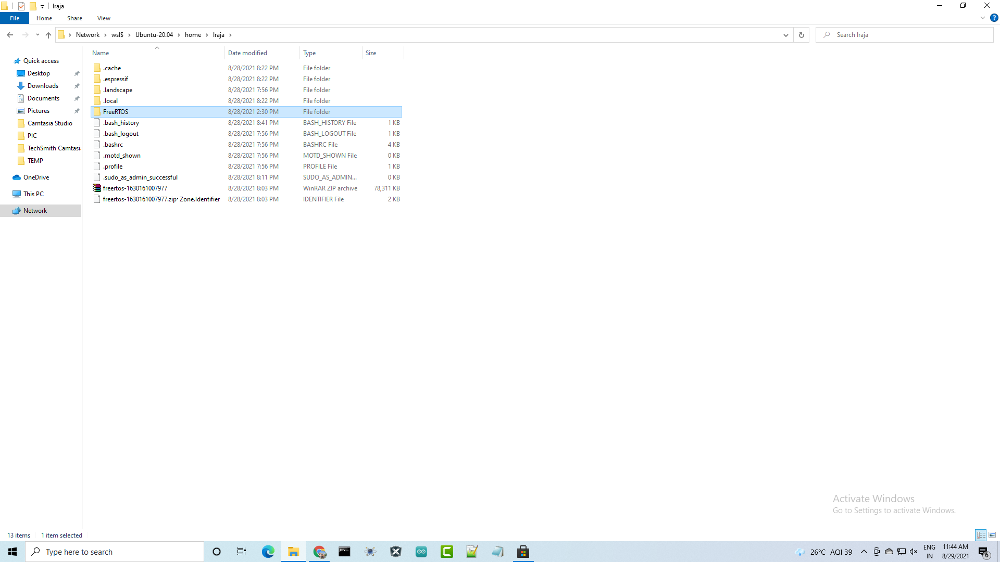 lraja
File Home Share View
Network wsl$ Ubuntu-20.04 home lraja
Search lraja
Name Date modified Type Size
Quick access
Desktop
Downloads
Documents
Pictures
Camtasia Studio
PIC
TechSmith Camtasia
TEMP
OneDrive
This PC
Network
.cache 8/28/2021 8:22 PM File folder
.espressif 8/28/2021 8:22 PM File folder
.landscape 8/28/2021 7:56 PM File folder
.local 8/28/2021 8:22 PM File folder
FreeRTOS 8/28/2021 2:30 PM File folder
.bash_history 8/28/2021 8:41 PM BASH_HISTORY File 1 KB
.bash_logout 8/28/2021 7:56 PM BASH_LOGOUT File 1 KB
.bashrc 8/28/2021 7:56 PM BASHRC File 4 KB
.motd_shown 8/28/2021 7:56 PM MOTD_SHOWN File 0 KB
.profile 8/28/2021 7:56 PM PROFILE File 1 KB
.sudo_as_admin_successful 8/28/2021 8:11 PM SUDO_AS_ADMIN... 0 KB
freertos-1630161007977 8/28/2021 8:03 PM WinRAR ZIP archive 78,311 KB
freertos-1630161007977.zip·Zone.Identifier 8/28/2021 8:03 PM IDENTIFIER File 2 KB
Activate Windows
Go to Settings to activate Windows.
13 items 1 item selected
Type here to search
26°C AQI 39
ENG
IN
11:44 AM
8/29/2021
6